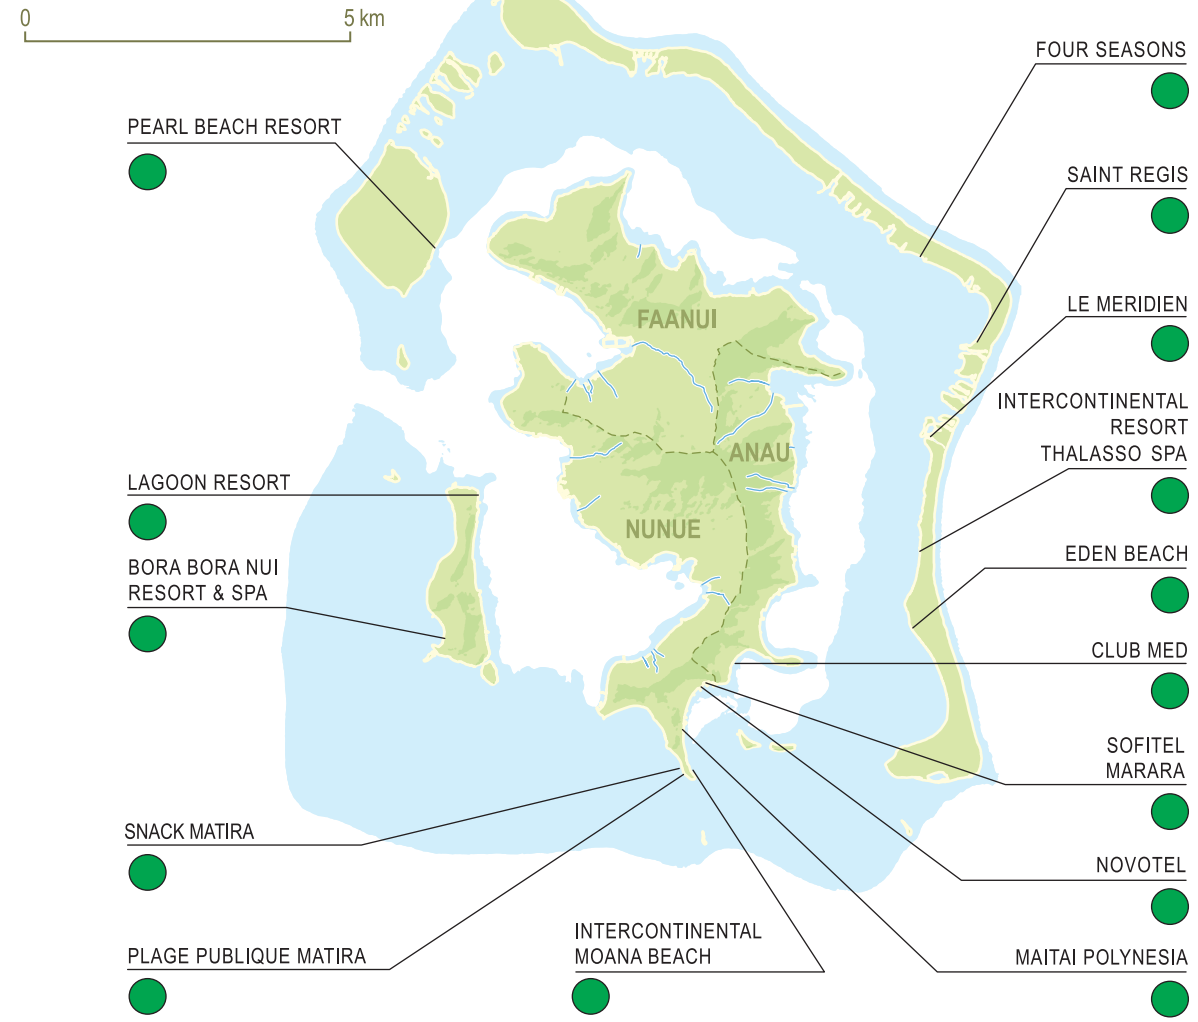 0
5 km
FOUR SEASONS
PEARL BEACH RESORT
SAINT REGIS
LE MERIDIEN
FAANUI
INTERCONTINENTAL
RESORT
THALASSO SPA
ANAU
LAGOON RESORT
NUNUE
EDEN BEACH
BORA BORA NUI
RESORT & SPA
CLUB MED
SOFITEL
MARARA
SNACK MATIRA
NOVOTEL
INTERCONTINENTAL
MOANA BEACH
PLAGE PUBLIQUE MATIRA
MAITAI POLYNESIA